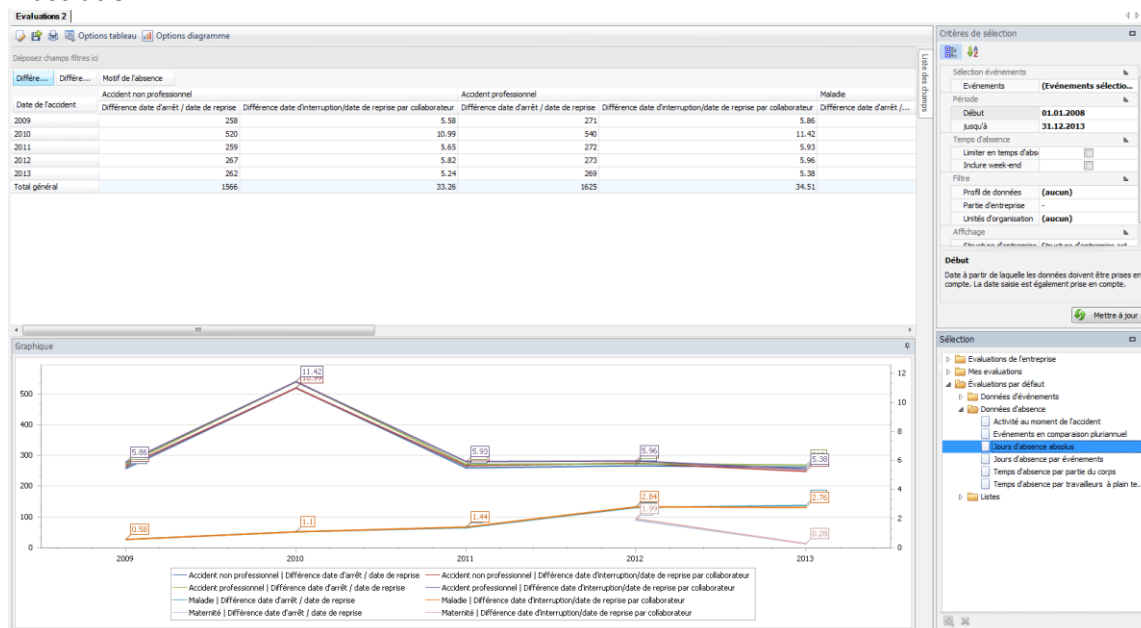 Evaluations 2
Options tableau Options diagramme
Déposez champs filtres ici
Différe... Différe... Motif de l'absence
Accident non professionnel Accident professionnel Maladie
Date de l'accident Différence date d'arrêt / date de reprise Différence date d'interruption/date de reprise par collaborateur Différence date d'arrêt / date de reprise Différence date d'interruption/date de reprise par collaborateur Différence date d'arrêt /...
2009 258 5.58 271 5.86
2010 520 10.99 540 11.42
2011 259 5.65 272 5.93
2012 267 5.82 273 5.96
2013 262 5.24 269 5.38
Total général 1566 33.26 1625 34.51
Liste des champs
Graphique
500
400
300
200
100
0
12
10
8
6
4
2
0
5.86
11.42
10.99
5.93
5.96
5.38
0.58
1.1
1.44
2.84
1.99
2.76
0.28
2009 2010 2011 2012 2013
Accident non professionnel | Différence date d'arrêt / date de reprise Accident non professionnel | Différence date d'interruption/date de reprise par collaborateur
Accident professionnel | Différence date d'arrêt / date de reprise Accident professionnel | Différence date d'interruption/date de reprise par collaborateur
Maladie | Différence date d'arrêt / date de reprise Maladie | Différence date d'interruption/date de reprise par collaborateur
Maternité | Différence date d'arrêt / date de reprise Maternité | Différence date d'interruption/date de reprise par collaborateur
Critères de sélection
Sélection événements
Evénements (Evénements sélectio...
Période
Début 01.01.2008
jusqu'à 31.12.2013
Temps d'absence
Limiter en temps d'abs
Inclure week-end
Filtre
Profil de données (aucun)
Partie d'entreprise -
Unités d'organisation (aucun)
Affichage
Début
Date à partir de laquelle les données doivent être prises en
compte. La date saisie est également prise en compte.
Mettre à jour
Sélection
Evaluations de l'entreprise
Mes evaluations
Évaluations par défaut
Données d'événements
Données d'absence
Activité au moment de l'accident
Evénements en comparaison pluriannuel
Jours d'absence absolus
Jours d'absence par événements
Temps d'absence par partie du corps
Temps d'absence par travailleurs à plain te...
Listes